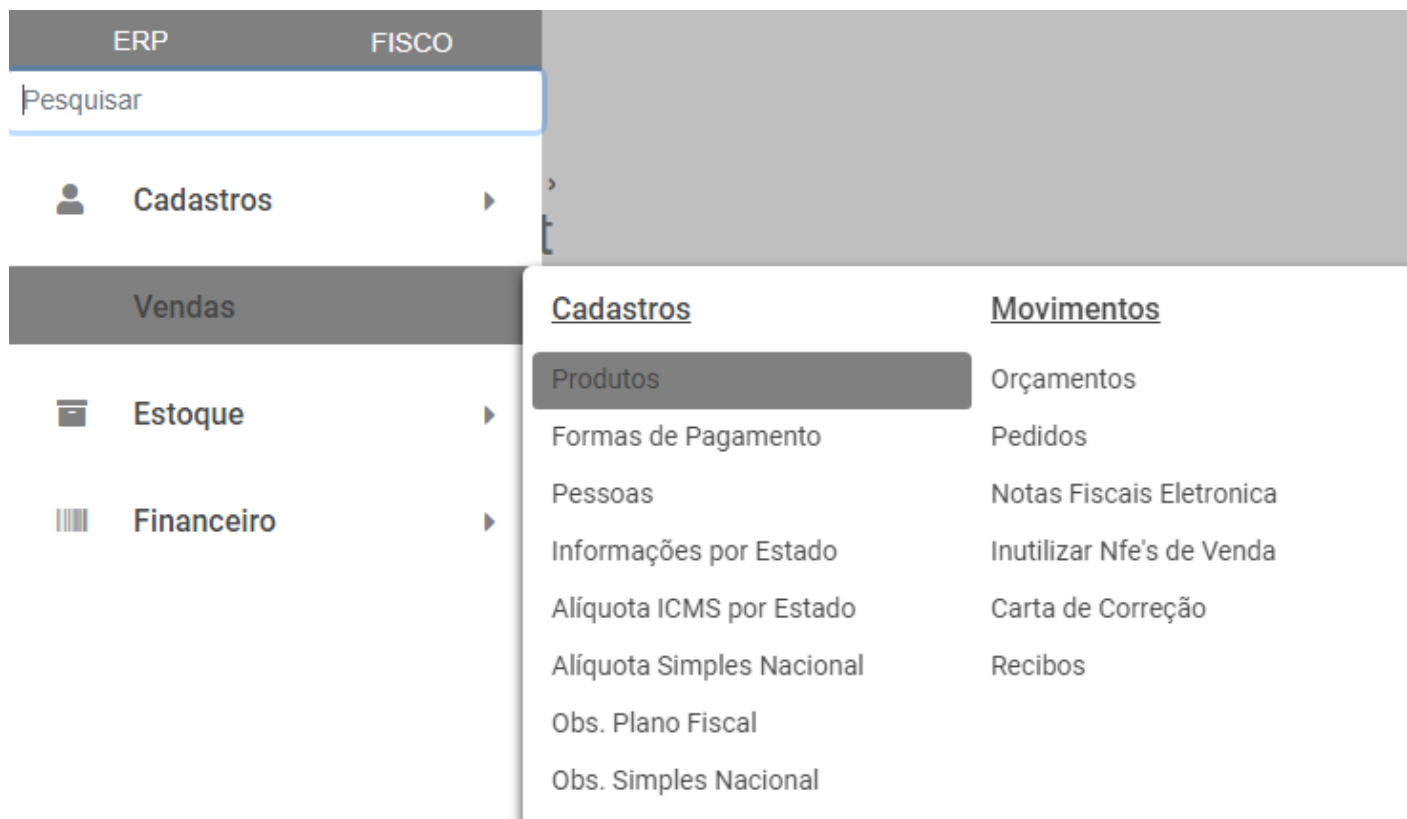 ERP FISCO
Pesquisar
Cadastros
t
Vendas
Estoque
Financeiro
Cadastros
Produtos
Formas de Pagamento
Pessoas
Informações por Estado
Alíquota ICMS por Estado
Alíquota Simples Nacional
Obs. Plano Fiscal
Obs. Simples Nacional
Movimentos
Orçamentos
Pedidos
Notas Fiscais Eletronica
Inutilizar Nfe's de Venda
Carta de Correção
Recibos